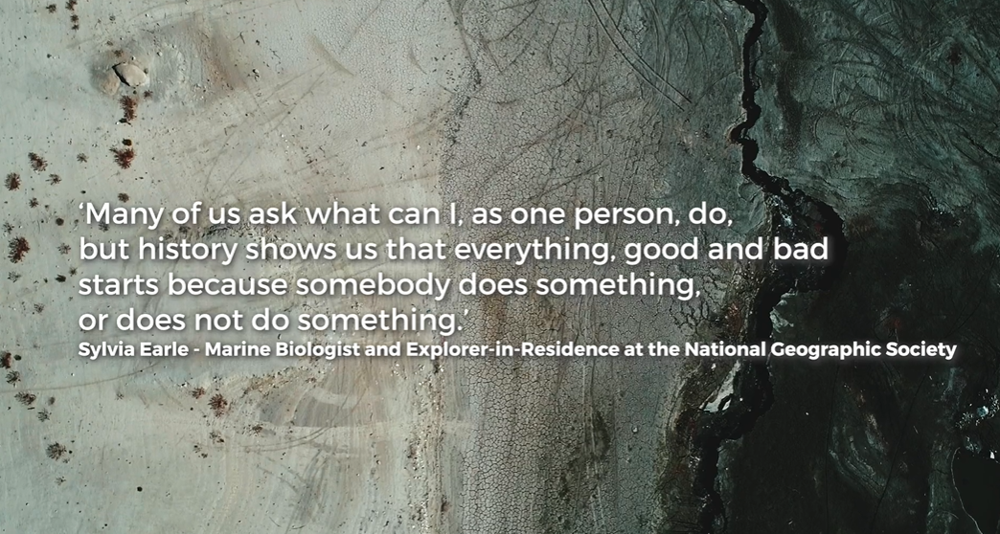 ‘Many of us ask what can I, as one person, do,
but history shows us that everything, good and bad
starts because somebody does something,
or does not do something.’
Sylvia Earle - Marine Biologist and Explorer-in-Residence at the National Geographic Society